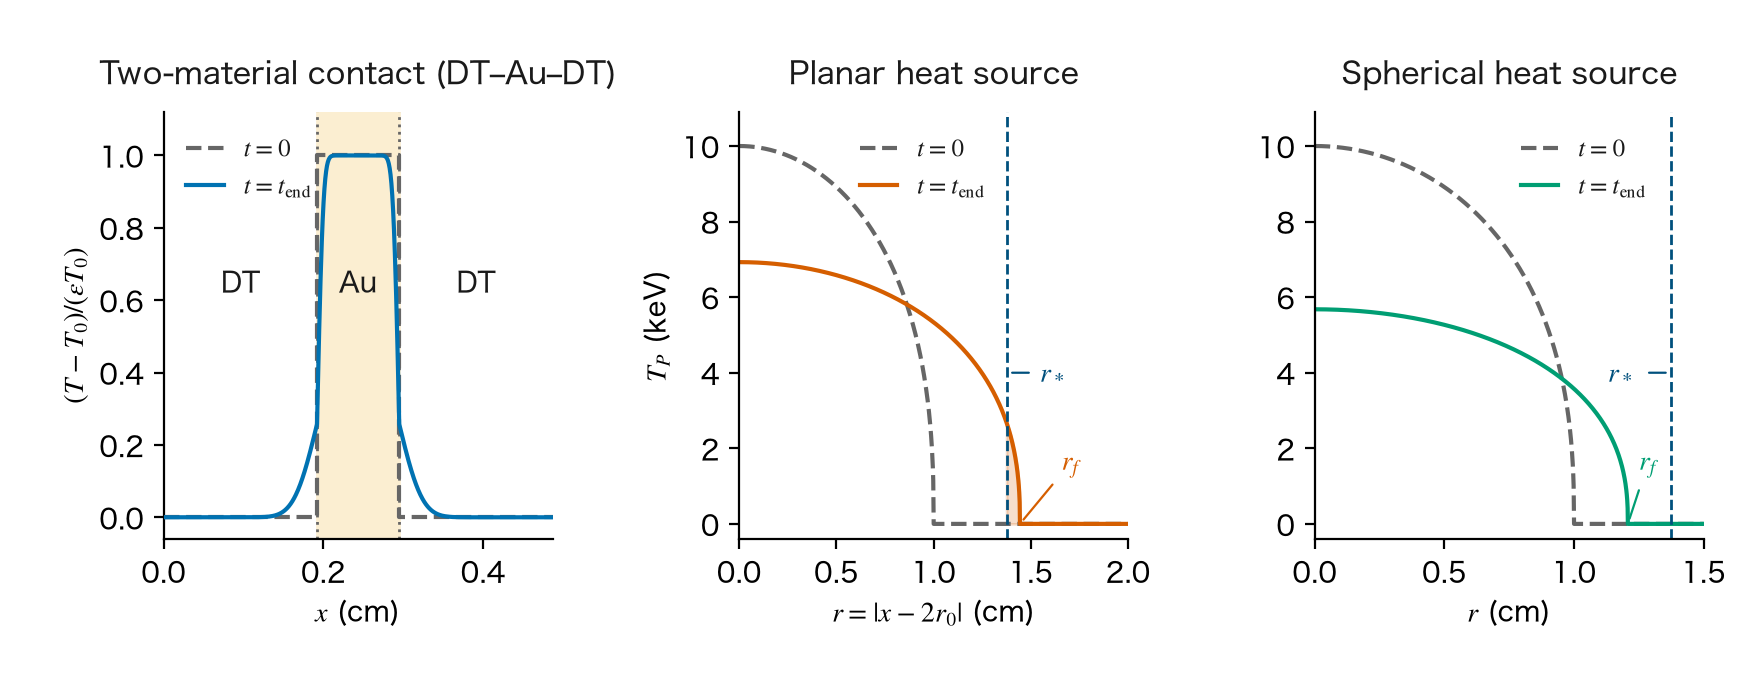 Two-material contact (DT–Au–DT)
1.0
0.8
0.6
0.4
0.2
0.0
(T − T₀)/(εT₀)
t = 0
t = tₑₙd
DT
Au
DT
0.0
0.2
0.4
x (cm)
Planar heat source
10
8
6
4
2
0
T_P (keV)
t = 0
t = tₑₙd
r*
r_f
0.0
0.5
1.0
1.5
2.0
r = |x − 2r₀| (cm)
Spherical heat source
10
8
6
4
2
0
t = 0
t = tₑₙd
r*
r_f
0.0
0.5
1.0
1.5
r (cm)